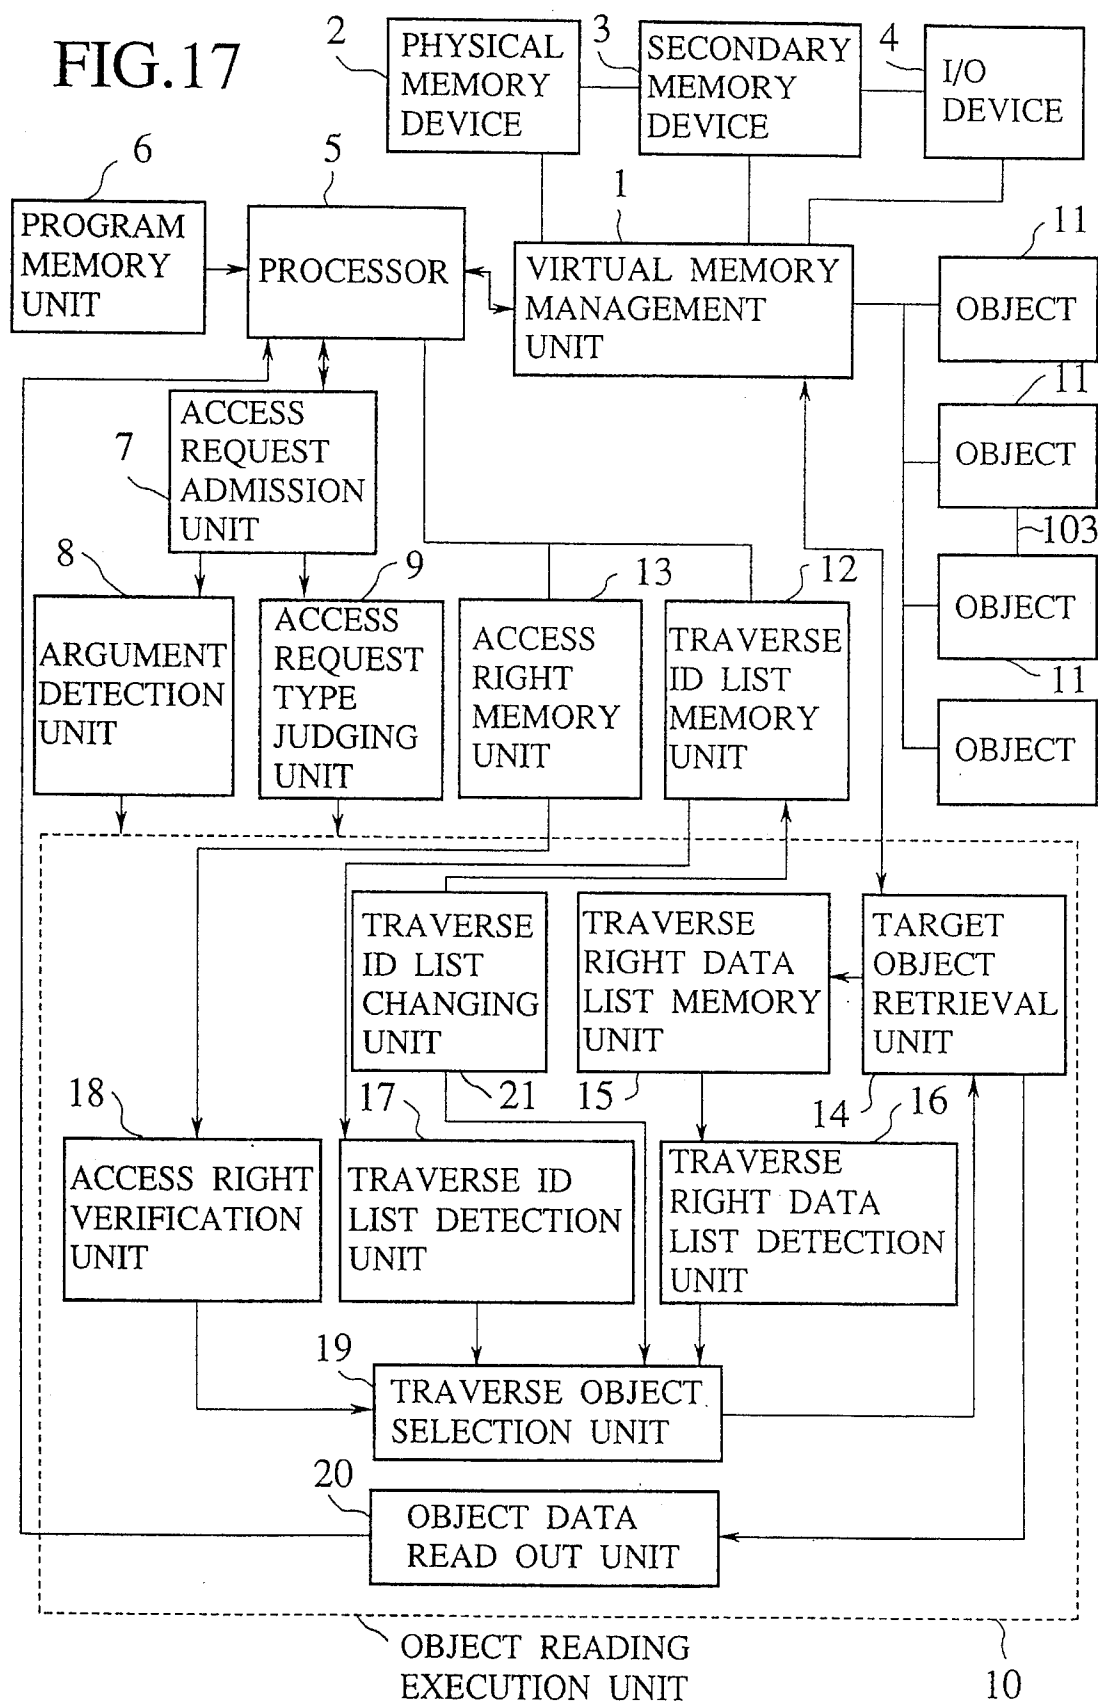 FIG.17
2
PHYSICAL
MEMORY
DEVICE
3
SECONDARY
MEMORY
DEVICE
4
I/O
DEVICE
6
PROGRAM
MEMORY
UNIT
5
PROCESSOR
1
VIRTUAL MEMORY
MANAGEMENT
UNIT
11
OBJECT
11
OBJECT
103
OBJECT
11
OBJECT
7
ACCESS
REQUEST
ADMISSION
UNIT
8
ARGUMENT
DETECTION
UNIT
9
ACCESS
REQUEST
TYPE
JUDGING
UNIT
13
ACCESS
RIGHT
MEMORY
UNIT
12
TRAVERSE
ID LIST
MEMORY
UNIT
TRAVERSE
ID LIST
CHANGING
UNIT
21
TRAVERSE
RIGHT DATA
LIST MEMORY
UNIT
15
TARGET
OBJECT
RETRIEVAL
UNIT
14
18
ACCESS RIGHT
VERIFICATION
UNIT
17
TRAVERSE ID
LIST DETECTION
UNIT
16
TRAVERSE
RIGHT DATA
LIST DETECTION
UNIT
19
TRAVERSE OBJECT
SELECTION UNIT
20
OBJECT DATA
READ OUT UNIT
OBJECT READING
EXECUTION UNIT
10